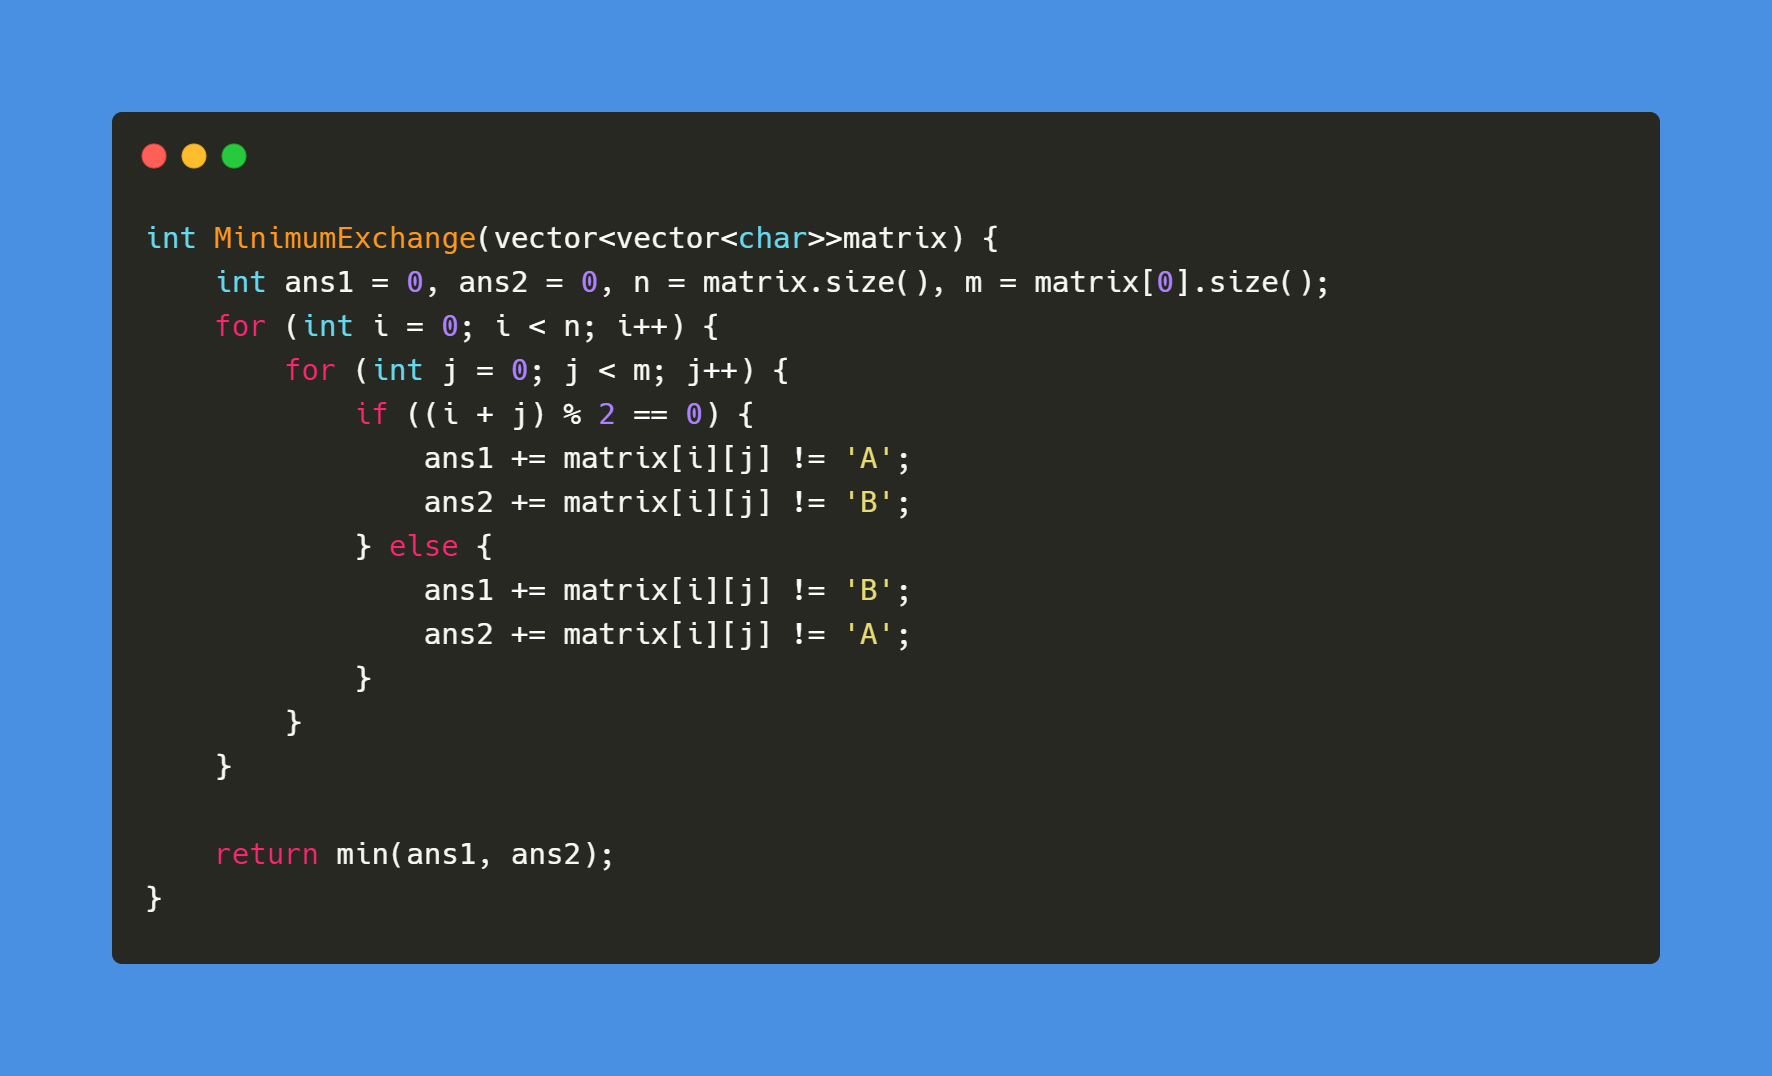 int MinimumExchange(vector<vector<char>>matrix) {
    int ans1 = 0, ans2 = 0, n = matrix.size(), m = matrix[0].size();
    for (int i = 0; i < n; i++) {
        for (int j = 0; j < m; j++) {
            if ((i + j) % 2 == 0) {
                ans1 += matrix[i][j] != 'A';
                ans2 += matrix[i][j] != 'B';
            } else {
                ans1 += matrix[i][j] != 'B';
                ans2 += matrix[i][j] != 'A';
            }
        }
    }

    return min(ans1, ans2);
}